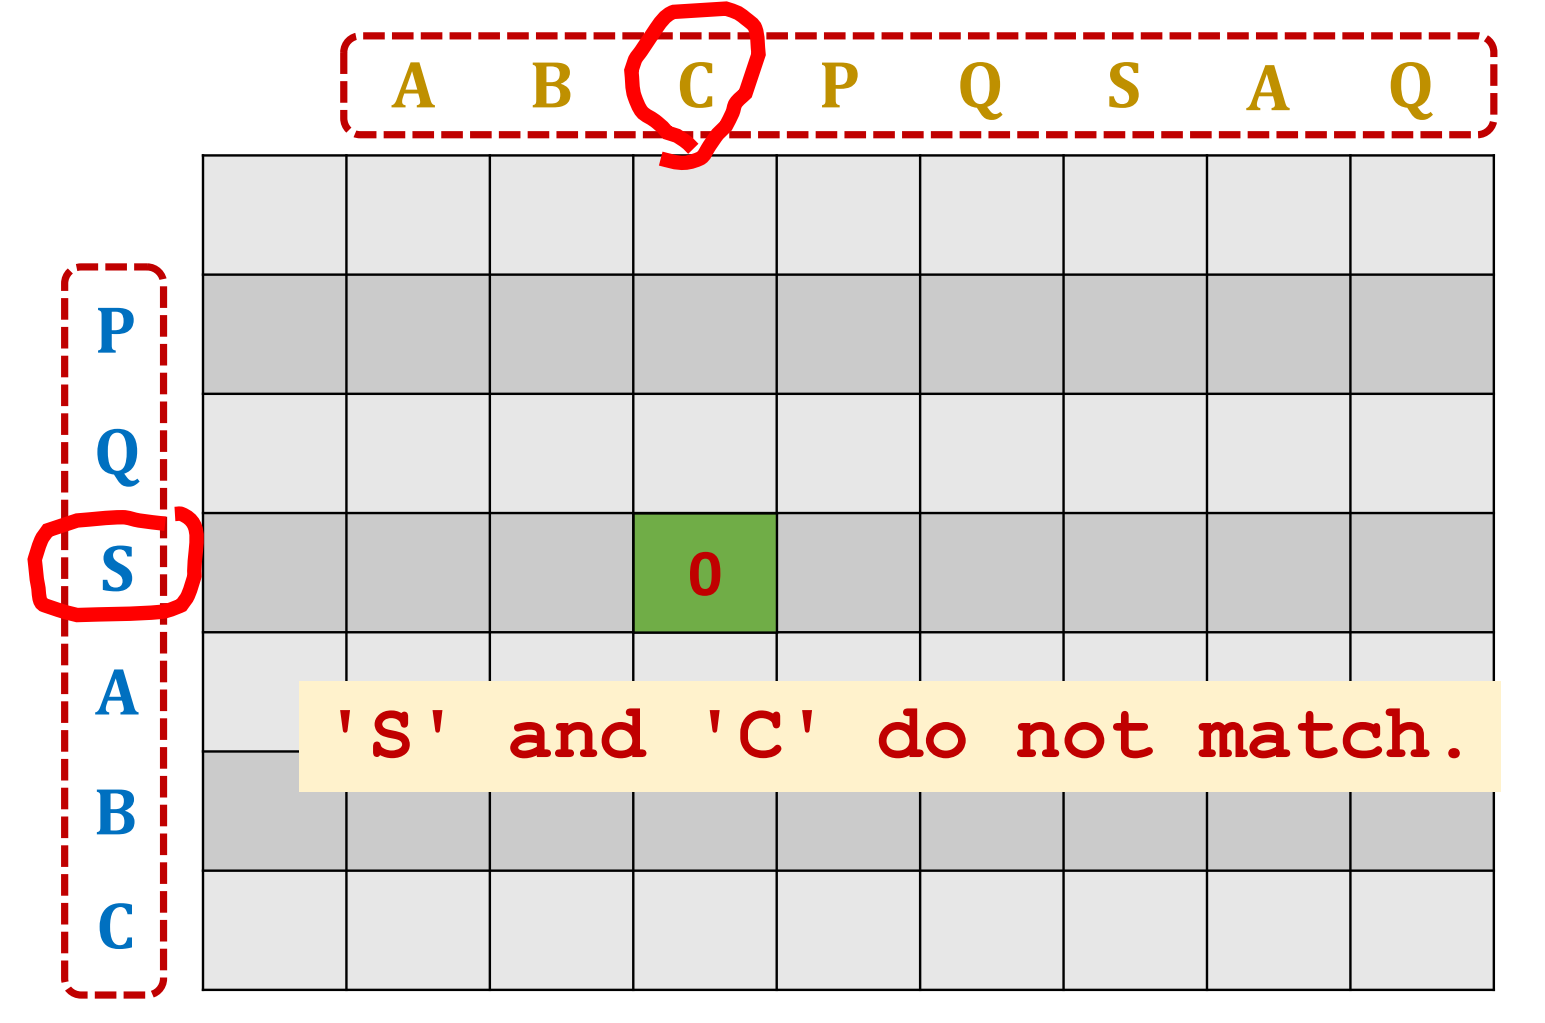 A B C P Q S A Q
P
Q
S
0
A
'S' and 'C' do not match.
B
C